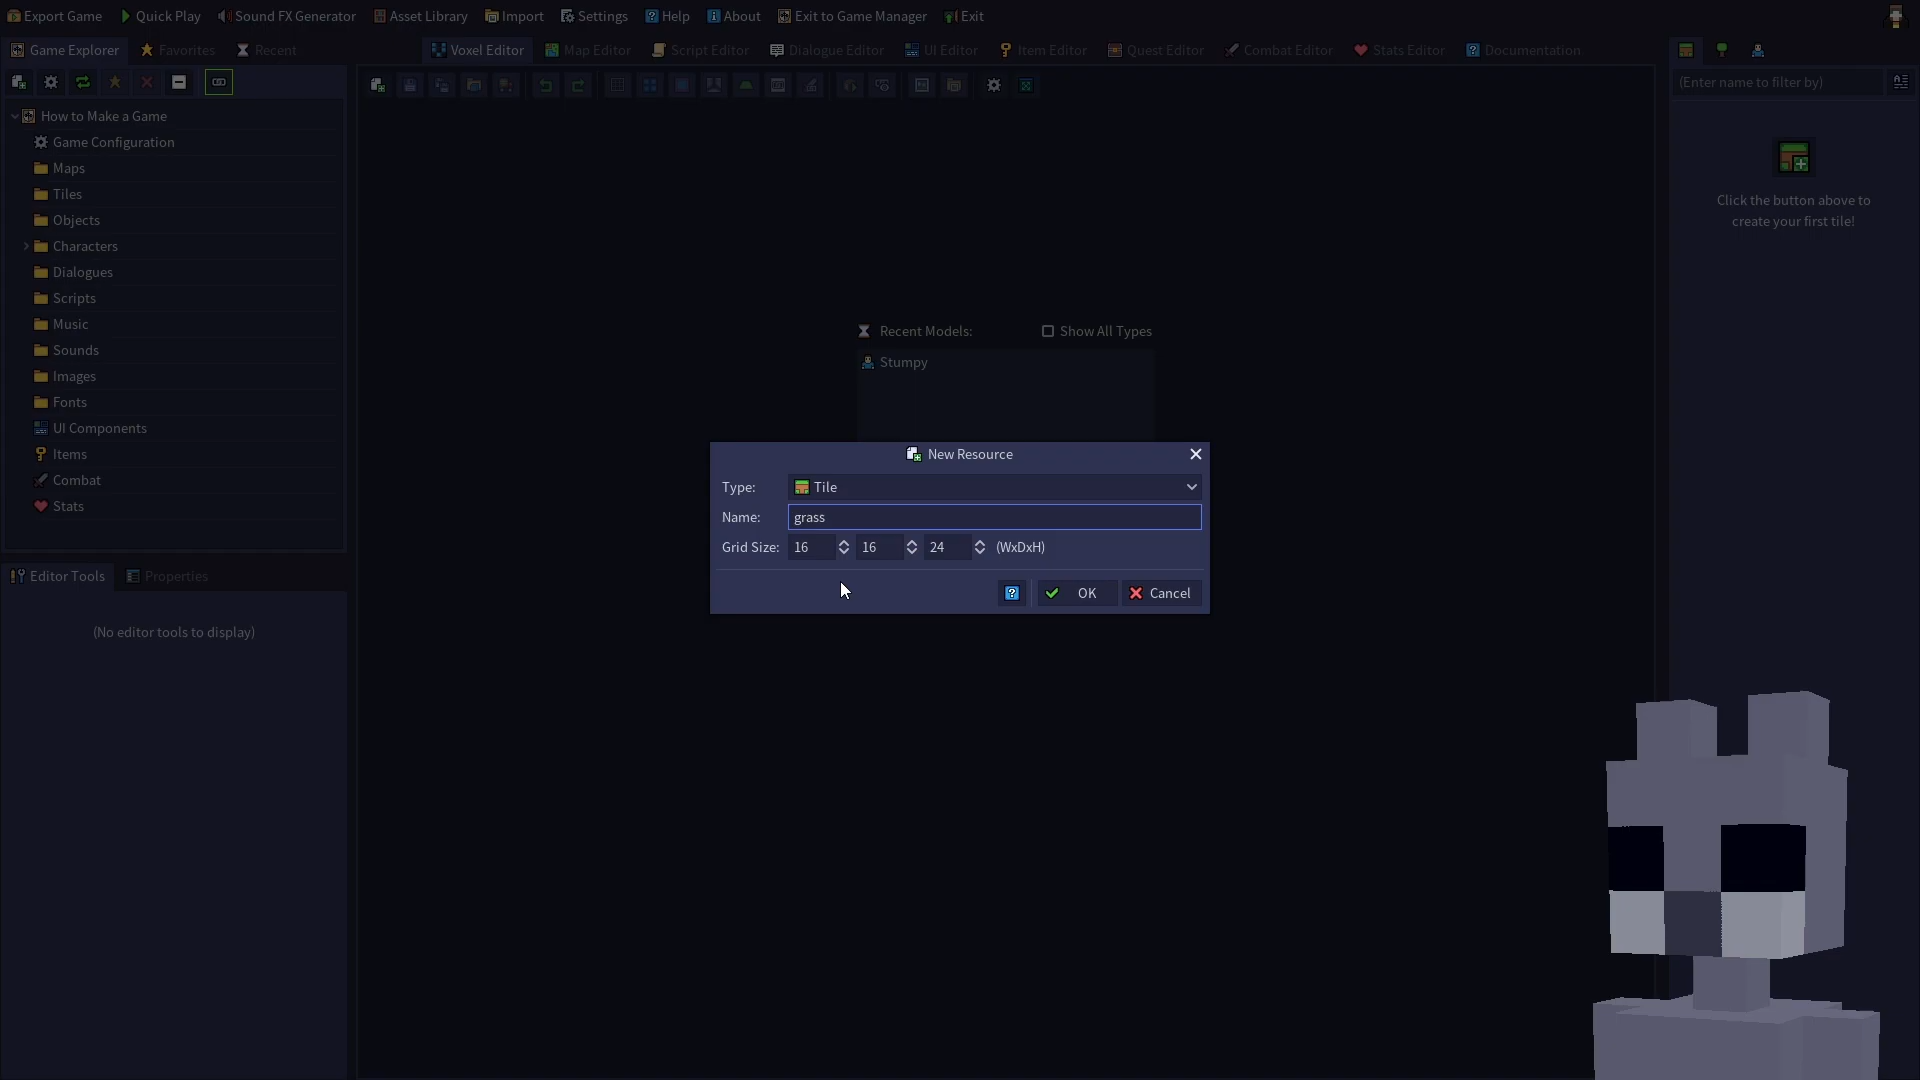 Export Game Quick Play Sound FX Generator Asset Library Import Settings Help About Exit to Game Manager Exit
Game Explorer Favorites Recent Voxel Editor Map Editor Script Editor Dialogue Editor UI Editor Item Editor Quest Editor Combat Editor Stats Editor Documentation
(Enter name to filter by)
How to Make a Game
Game Configuration
Maps
Tiles
Objects
Characters
Dialogues
Scripts
Music
Sounds
Images
Fonts
UI Components
Items
Combat
Stats
Editor Tools Properties
(No editor tools to display)
Recent Models: Show All Types
Stumpy
New Resource
Type: Tile
Name: grass
Grid Size: 16 16 24 (WxDxH)
OK Cancel
Click the button above to
create your first tile!